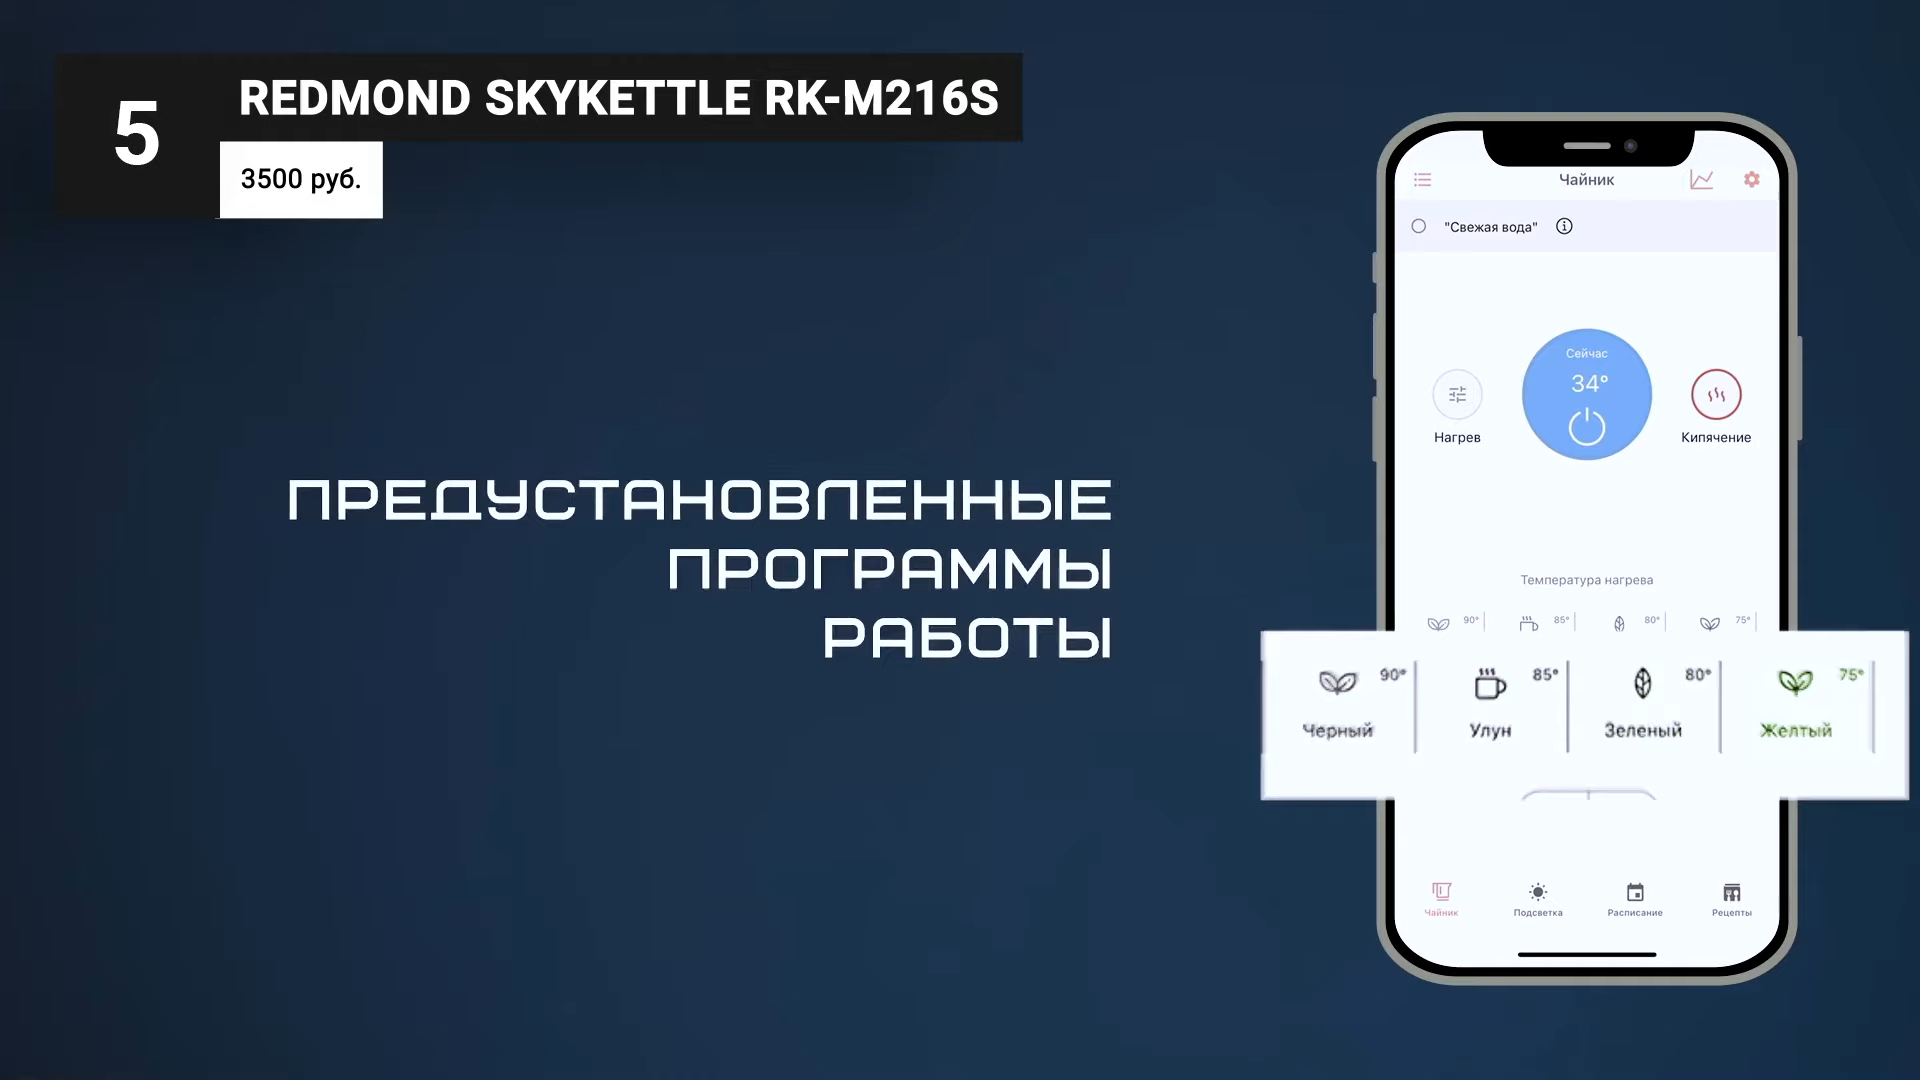 5
REDMOND SKYKETTLE RK-M216S
3500 руб.
ПРЕДУСТАНОВЛЕННЫЕ
ПРОГРАММЫ
РАБОТЫ
Чайник
"Свежая вода"
Сейчас
34°
Нагрев
Кипячение
Температура нагрева
90° 85° 80° 75°
90° 85° 80° 75°
Черный Улун Зеленый Желтый
Чайник Подсветка Расписание Рецепты